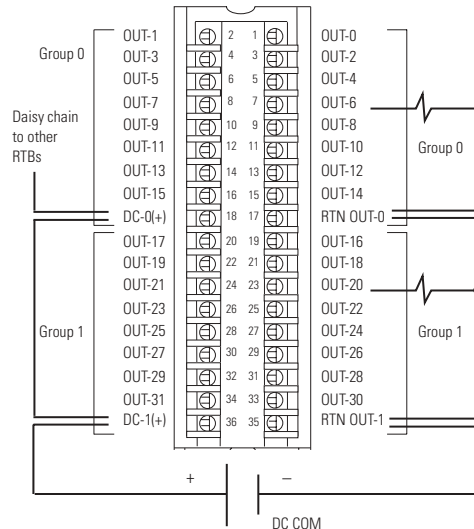 OUT-1 2 1 OUT-0
Group 0
OUT-3 4 3 OUT-2
OUT-5 6 5 OUT-4
OUT-7 8 7 OUT-6
Daisy chain
to other
RTBs
OUT-9 10 9 OUT-8
OUT-11 12 11 OUT-10
Group 0
OUT-13 14 13 OUT-12
OUT-15 16 15 OUT-14
DC-0(+) 18 17 RTN OUT-0
OUT-17 20 19 OUT-16
OUT-19 22 21 OUT-18
OUT-21 24 23 OUT-20
OUT-23 26 25 OUT-22
Group 1 OUT-25 28 27 OUT-24 Group 1
OUT-27 30 29 OUT-26
OUT-29 32 31 OUT-28
OUT-31 34 33 OUT-30
DC-1(+) 36 35 RTN OUT-1
+ –
DC COM